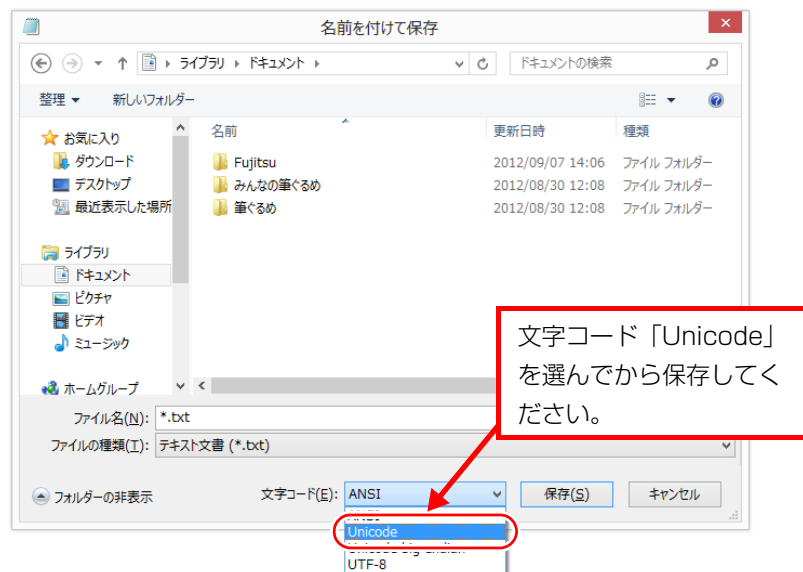 名前を付けて保存
ライブラリ ドキュメント
ドキュメントの検索
整理 新しいフォルダー
名前 更新日時 種類
お気に入り
ダウンロード
デスクトップ
最近表示した場所
ライブラリ
ドキュメント
ピクチャ
ビデオ
ミュージック
ホームグループ
Fujitsu 2012/09/07 14:06 ファイル フォルダー
みんなの筆ぐるめ 2012/08/30 12:08 ファイル フォルダー
筆ぐるめ 2012/08/30 12:08 ファイル フォルダー
文字コード「Unicode」
を選んでから保存してく
ださい。
ファイル名(N): *.txt
ファイルの種類(T): テキスト文書 (*.txt)
フォルダーの非表示 文字コード(E): ANSI 保存(S) キャンセル
ANSI
Unicode
Unicode big endian
UTF-8